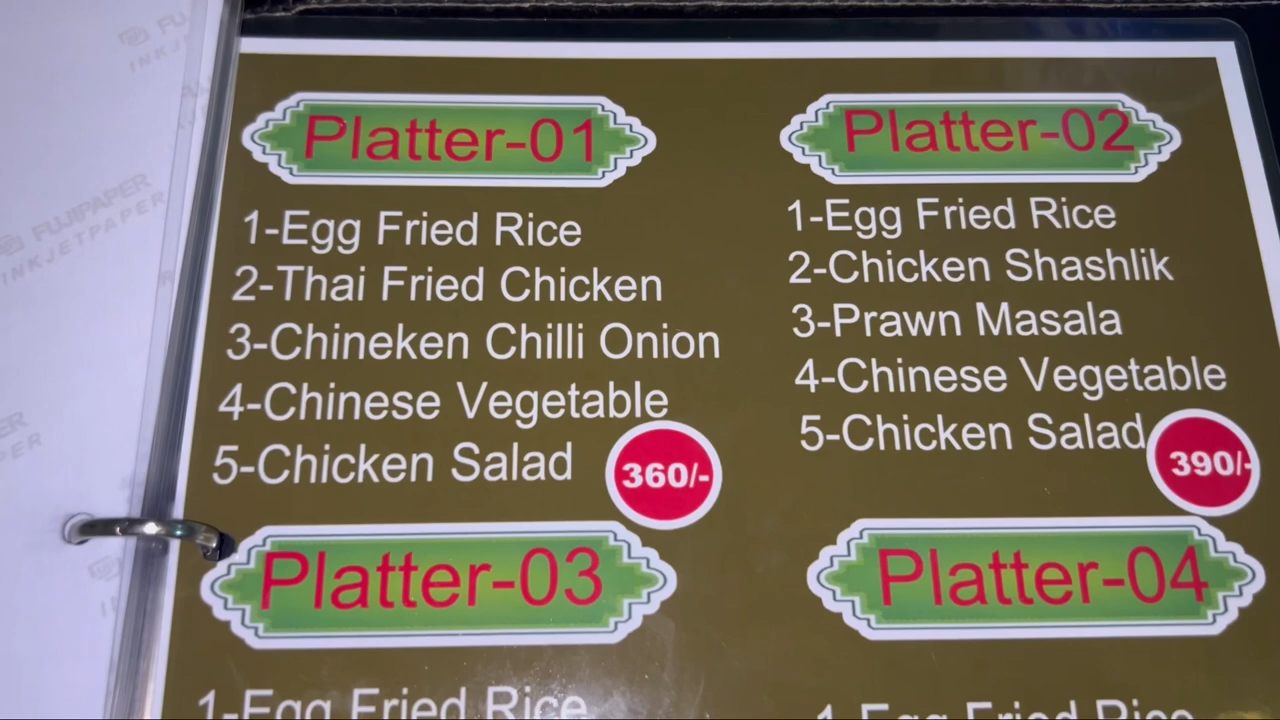 FUJIPAPER
INKJETPAPER
Platter-01
1-Egg Fried Rice
2-Thai Fried Chicken
3-Chineken Chilli Onion
4-Chinese Vegetable
5-Chicken Salad
360/-
Platter-02
1-Egg Fried Rice
2-Chicken Shashlik
3-Prawn Masala
4-Chinese Vegetable
5-Chicken Salad
390/-
Platter-03
1-Egg Fried Rice
Platter-04
1-Egg Fried Rice